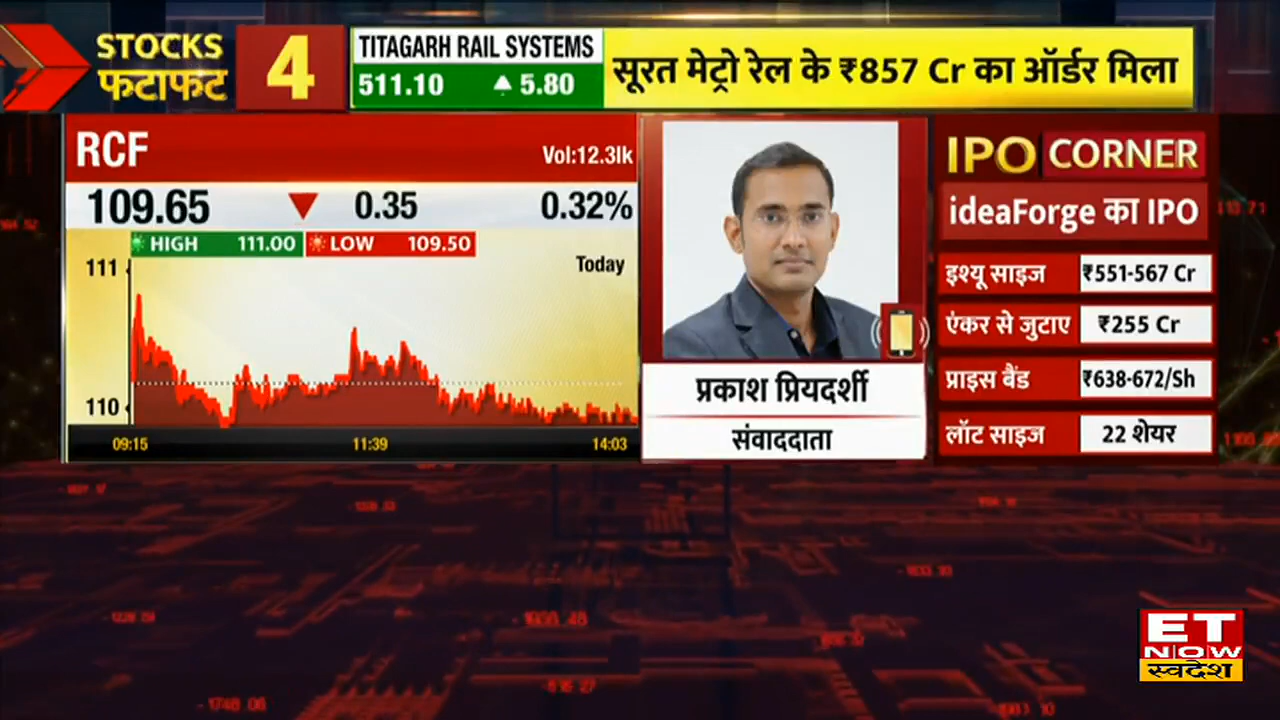 STOCKS
फटाफट
4
TITAGARH RAIL SYSTEMS
511.10 ▲ 5.80
सूरत मेट्रो रेल के ₹857 Cr का ऑर्डर मिला
RCF
Vol:12.3lk
109.65 ▼ 0.35 0.32%
HIGH 111.00 LOW 109.50
Today
111
110
09:15 11:39 14:03
प्रकाश प्रियदर्शी
संवाददाता
IPO CORNER
ideaForge का IPO
इश्यू साइज ₹551-567 Cr
एंकर से जुटाए ₹255 Cr
प्राइस बैंड ₹638-672/Sh
लॉट साइज 22 शेयर
ET
NOW
स्वदेश